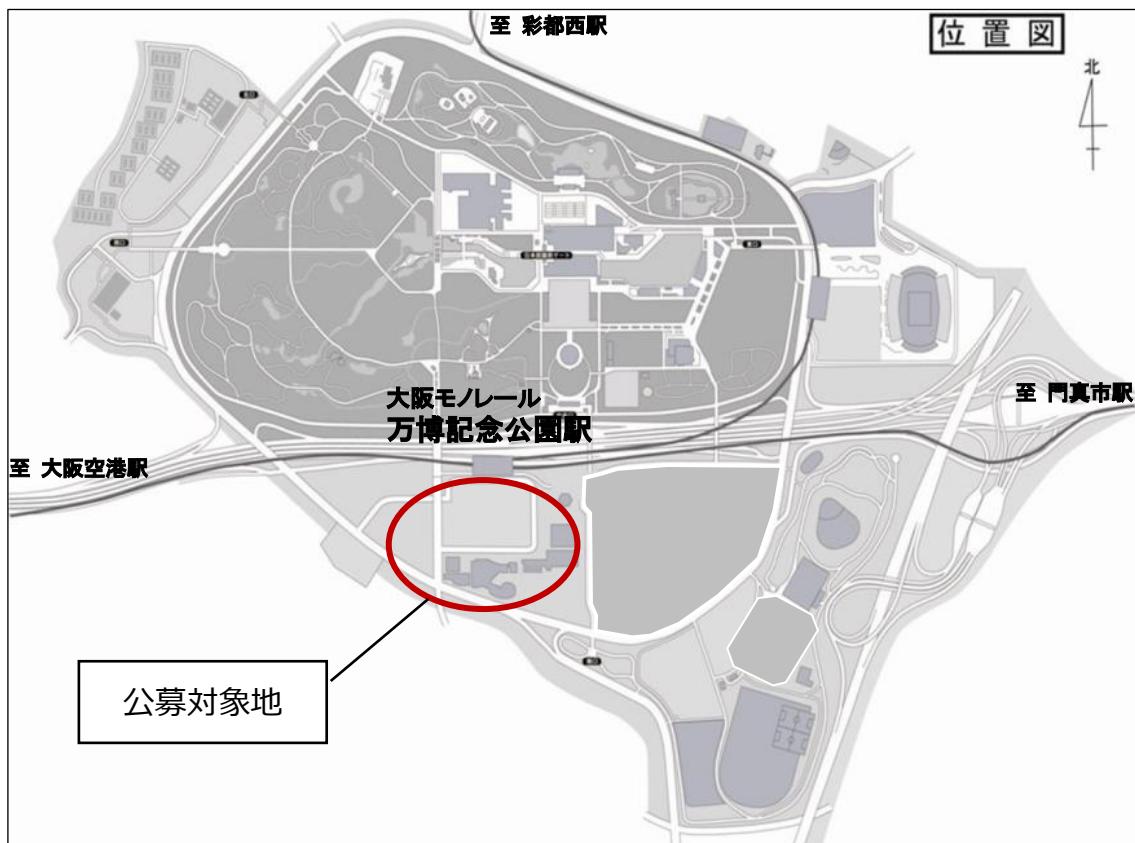 至 彩都西駅
位置図
北
大阪モノレール
万博記念公園駅
至 門真市駅
至 大阪空港駅
公募対象地